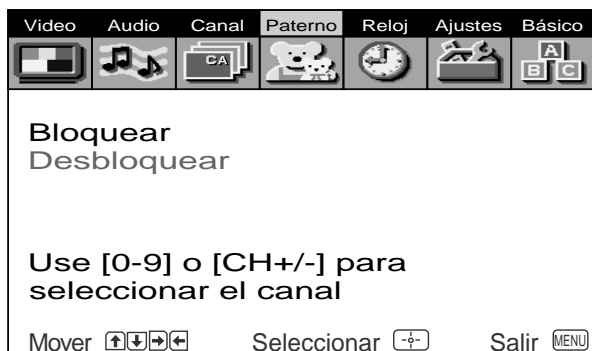 Video Audio Canal Paterno Reloj Ajustes Básico
CA A B C
Bloquear
Desbloquear
Use [0-9] o [CH+/-] para
seleccionar el canal
Mover Seleccionar Salir MENU